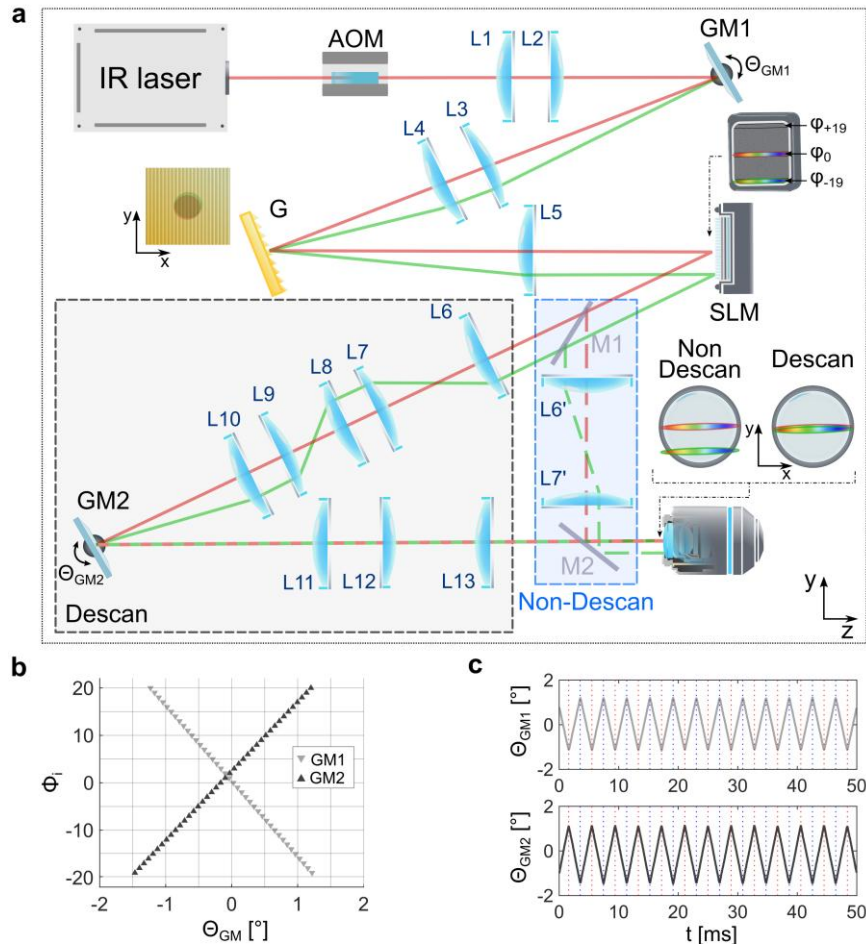 a
IR laser
AOM
L1
L2
GM1
ΘGM1
L4
L3
φ+19
φ0
φ-19
y
x
G
L5
SLM
L6
M1
Non
Descan
Descan
L8
L7
L10
L9
L6'
y
x
GM2
L7'
ΘGM2
M2
L11
L12
L13
Descan
Non-Descan
y
z
b
20
10
0
-10
-20
Φi
GM1
GM2
-2
-1
0
1
2
ΘGM [°]
c
2
0
-2
ΘGM1 [°]
0
10
20
30
40
50
2
0
-2
ΘGM2 [°]
0
10
20
30
40
50
t [ms]